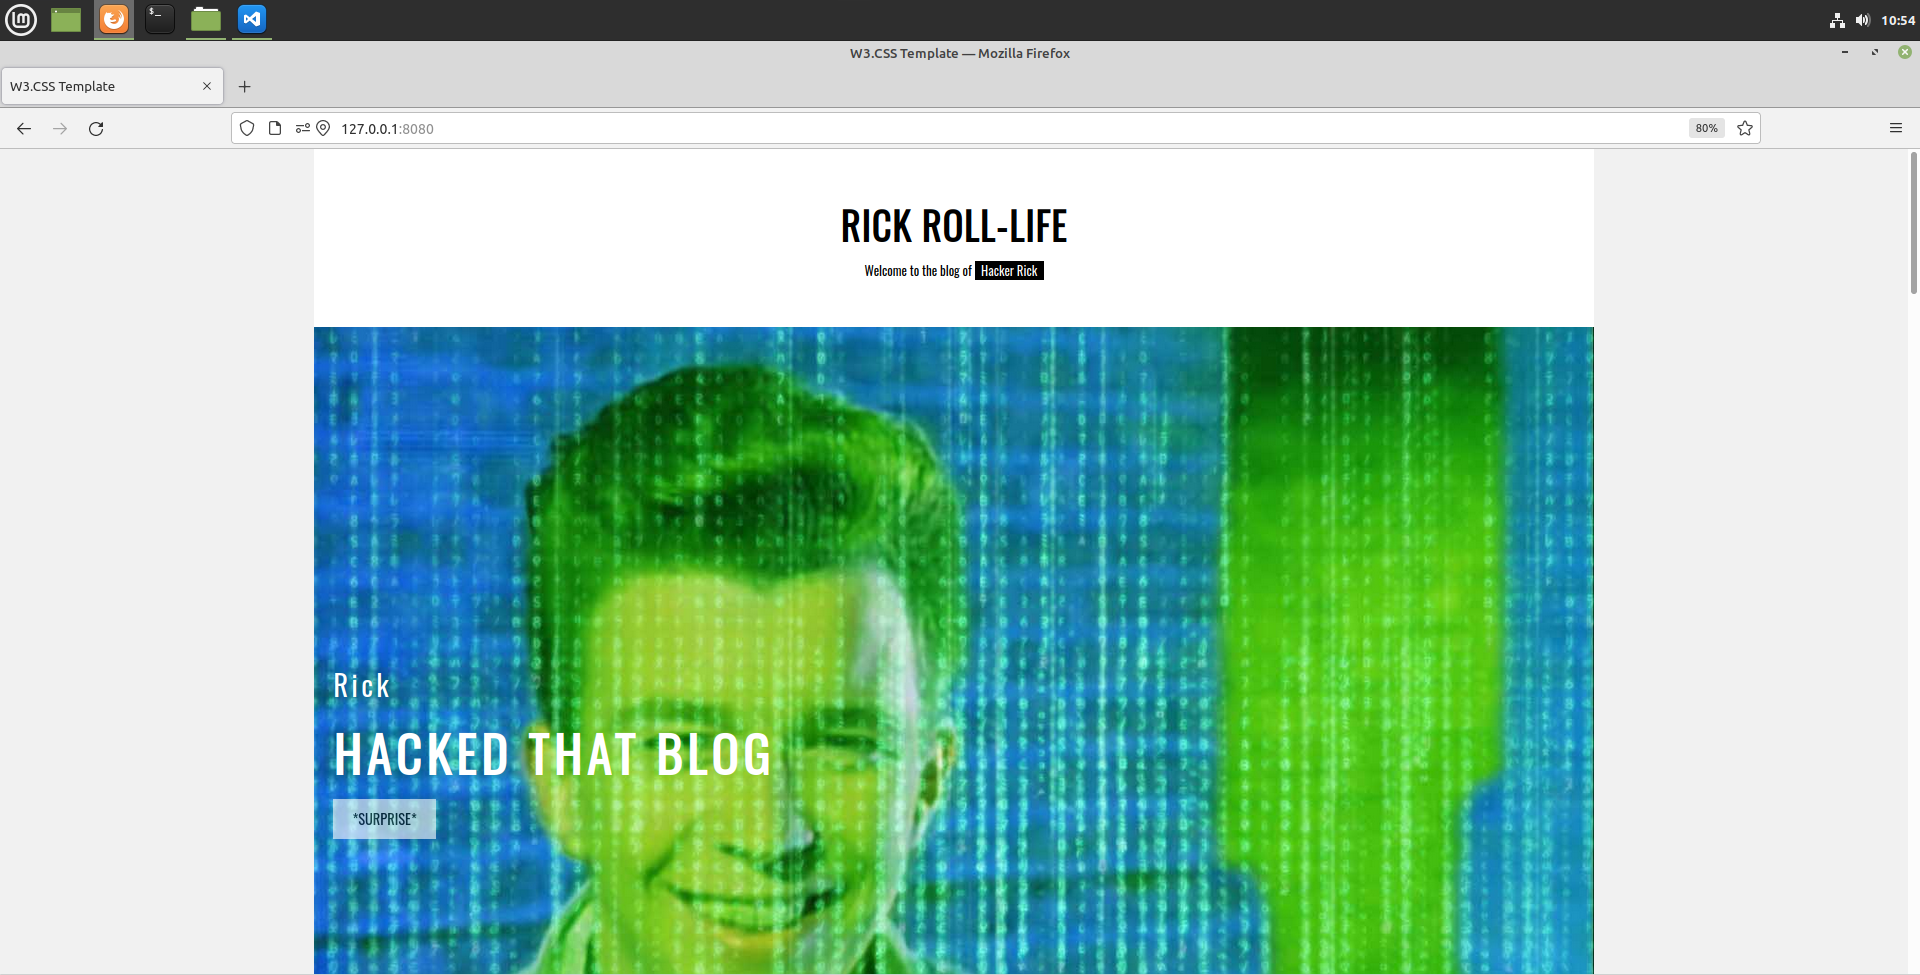 $_
10:54
W3.CSS Template — Mozilla Firefox
W3.CSS Template
127.0.0.1:8080
80%
RICK ROLL-LIFE
Welcome to the blog of Hacker Rick
Rick
HACKED THAT BLOG
*SURPRISE*